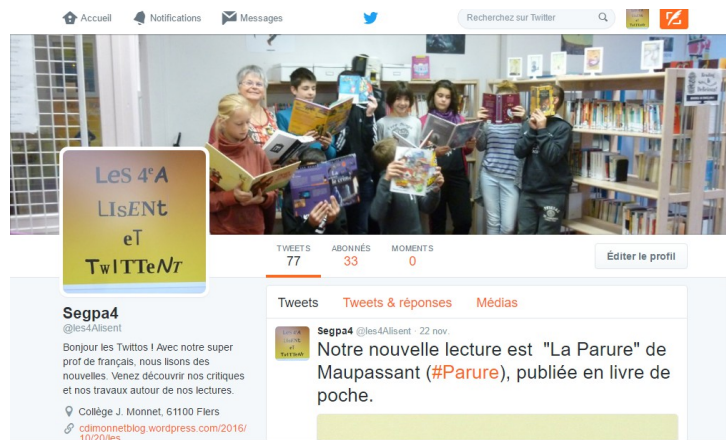 Accueil Notifications Messages Recherchez sur Twitter
LeS 4eA
LIsENt
eT
TwITTeNT
TWEETS ABONNÉS MOMENTS
77 33 0
Éditer le profil
Segpa4
@les4Alisent
Bonjour les Twittos ! Avec notre super
prof de français, nous lisons des
nouvelles. Venez découvrir nos critiques
et nos travaux autour de nos lectures.
Collège J. Monnet, 61100 Flers
cdimonnetblog.wordpress.com/2016/
10/20/les
Tweets Tweets & réponses Médias
Segpa4 @les4Alisent · 22 nov.
Notre nouvelle lecture est "La Parure" de
Maupassant (#Parure), publiée en livre de
poche.